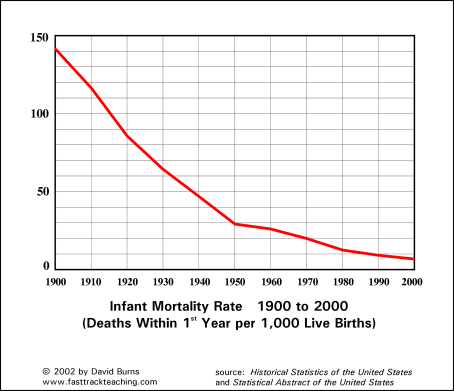 150
100
50
0
1900 1910 1920 1930 1940 1950 1960 1970 1980 1990 2000
Infant Mortality Rate 1900 to 2000
(Deaths Within 1st Year per 1,000 Live Births)
© 2002 by David Burns
www.fasttrackteaching.com
source: Historical Statistics of the United States
and Statistical Abstract of the United States